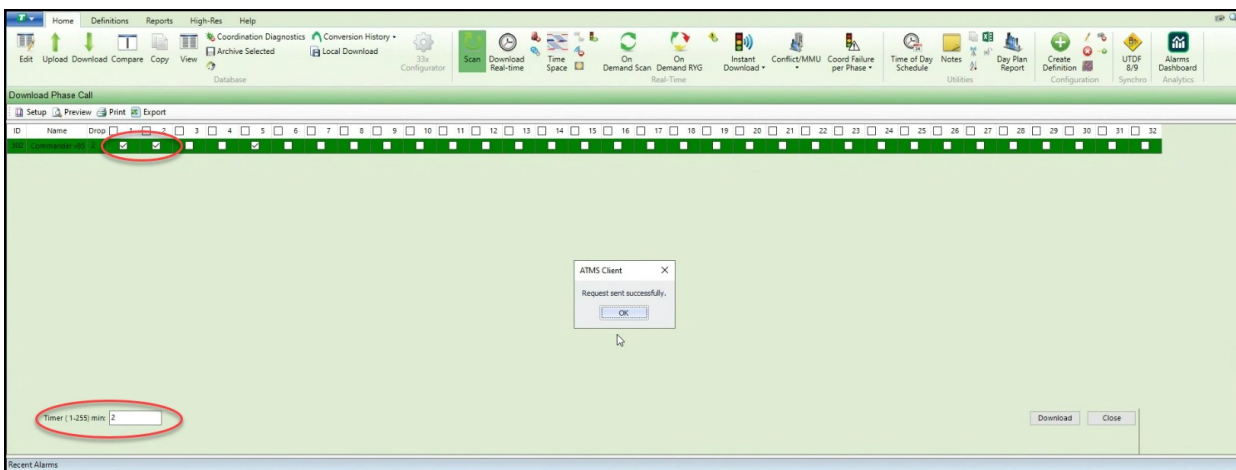 T Home Definitions Reports High-Res Help
Edit Upload Download Compare Copy View
Coordination Diagnostics Conversion History
Archive Selected Local Download
33x Configurator
Database
Scan Download Real-time Time Space On Demand Scan On Demand RYG Instant Download Conflict/MMU Coord Failure per Phase
Real-Time
Time of Day Schedule Notes Day Plan Report
Utilities
Create Definition
Configuration
UTDF 8/9
Synchro
Alarms Dashboard
Analytics
Download Phase Call
Setup Preview Print Export
ID Name Drop 1 2 3 4 5 6 7 8 9 10 11 12 13 14 15 16 17 18 19 20 21 22 23 24 25 26 27 28 29 30 31 32
ATMS Client
Request sent successfully.
OK
Timer ( 1-255) min: 2
Download Close
Recent Alarms